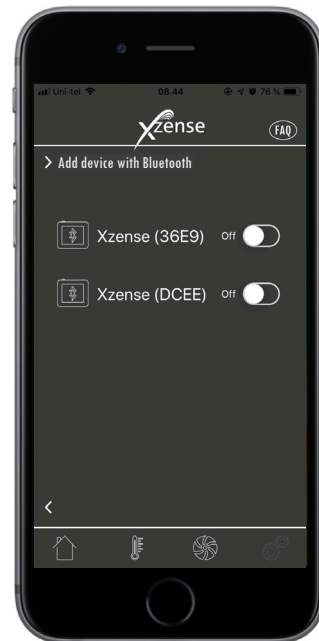 Uni-tel 08.44 76 %
Xzense
FAQ
> Add device with Bluetooth
Xzense (36E9) Off
Xzense (DCEE) Off
<